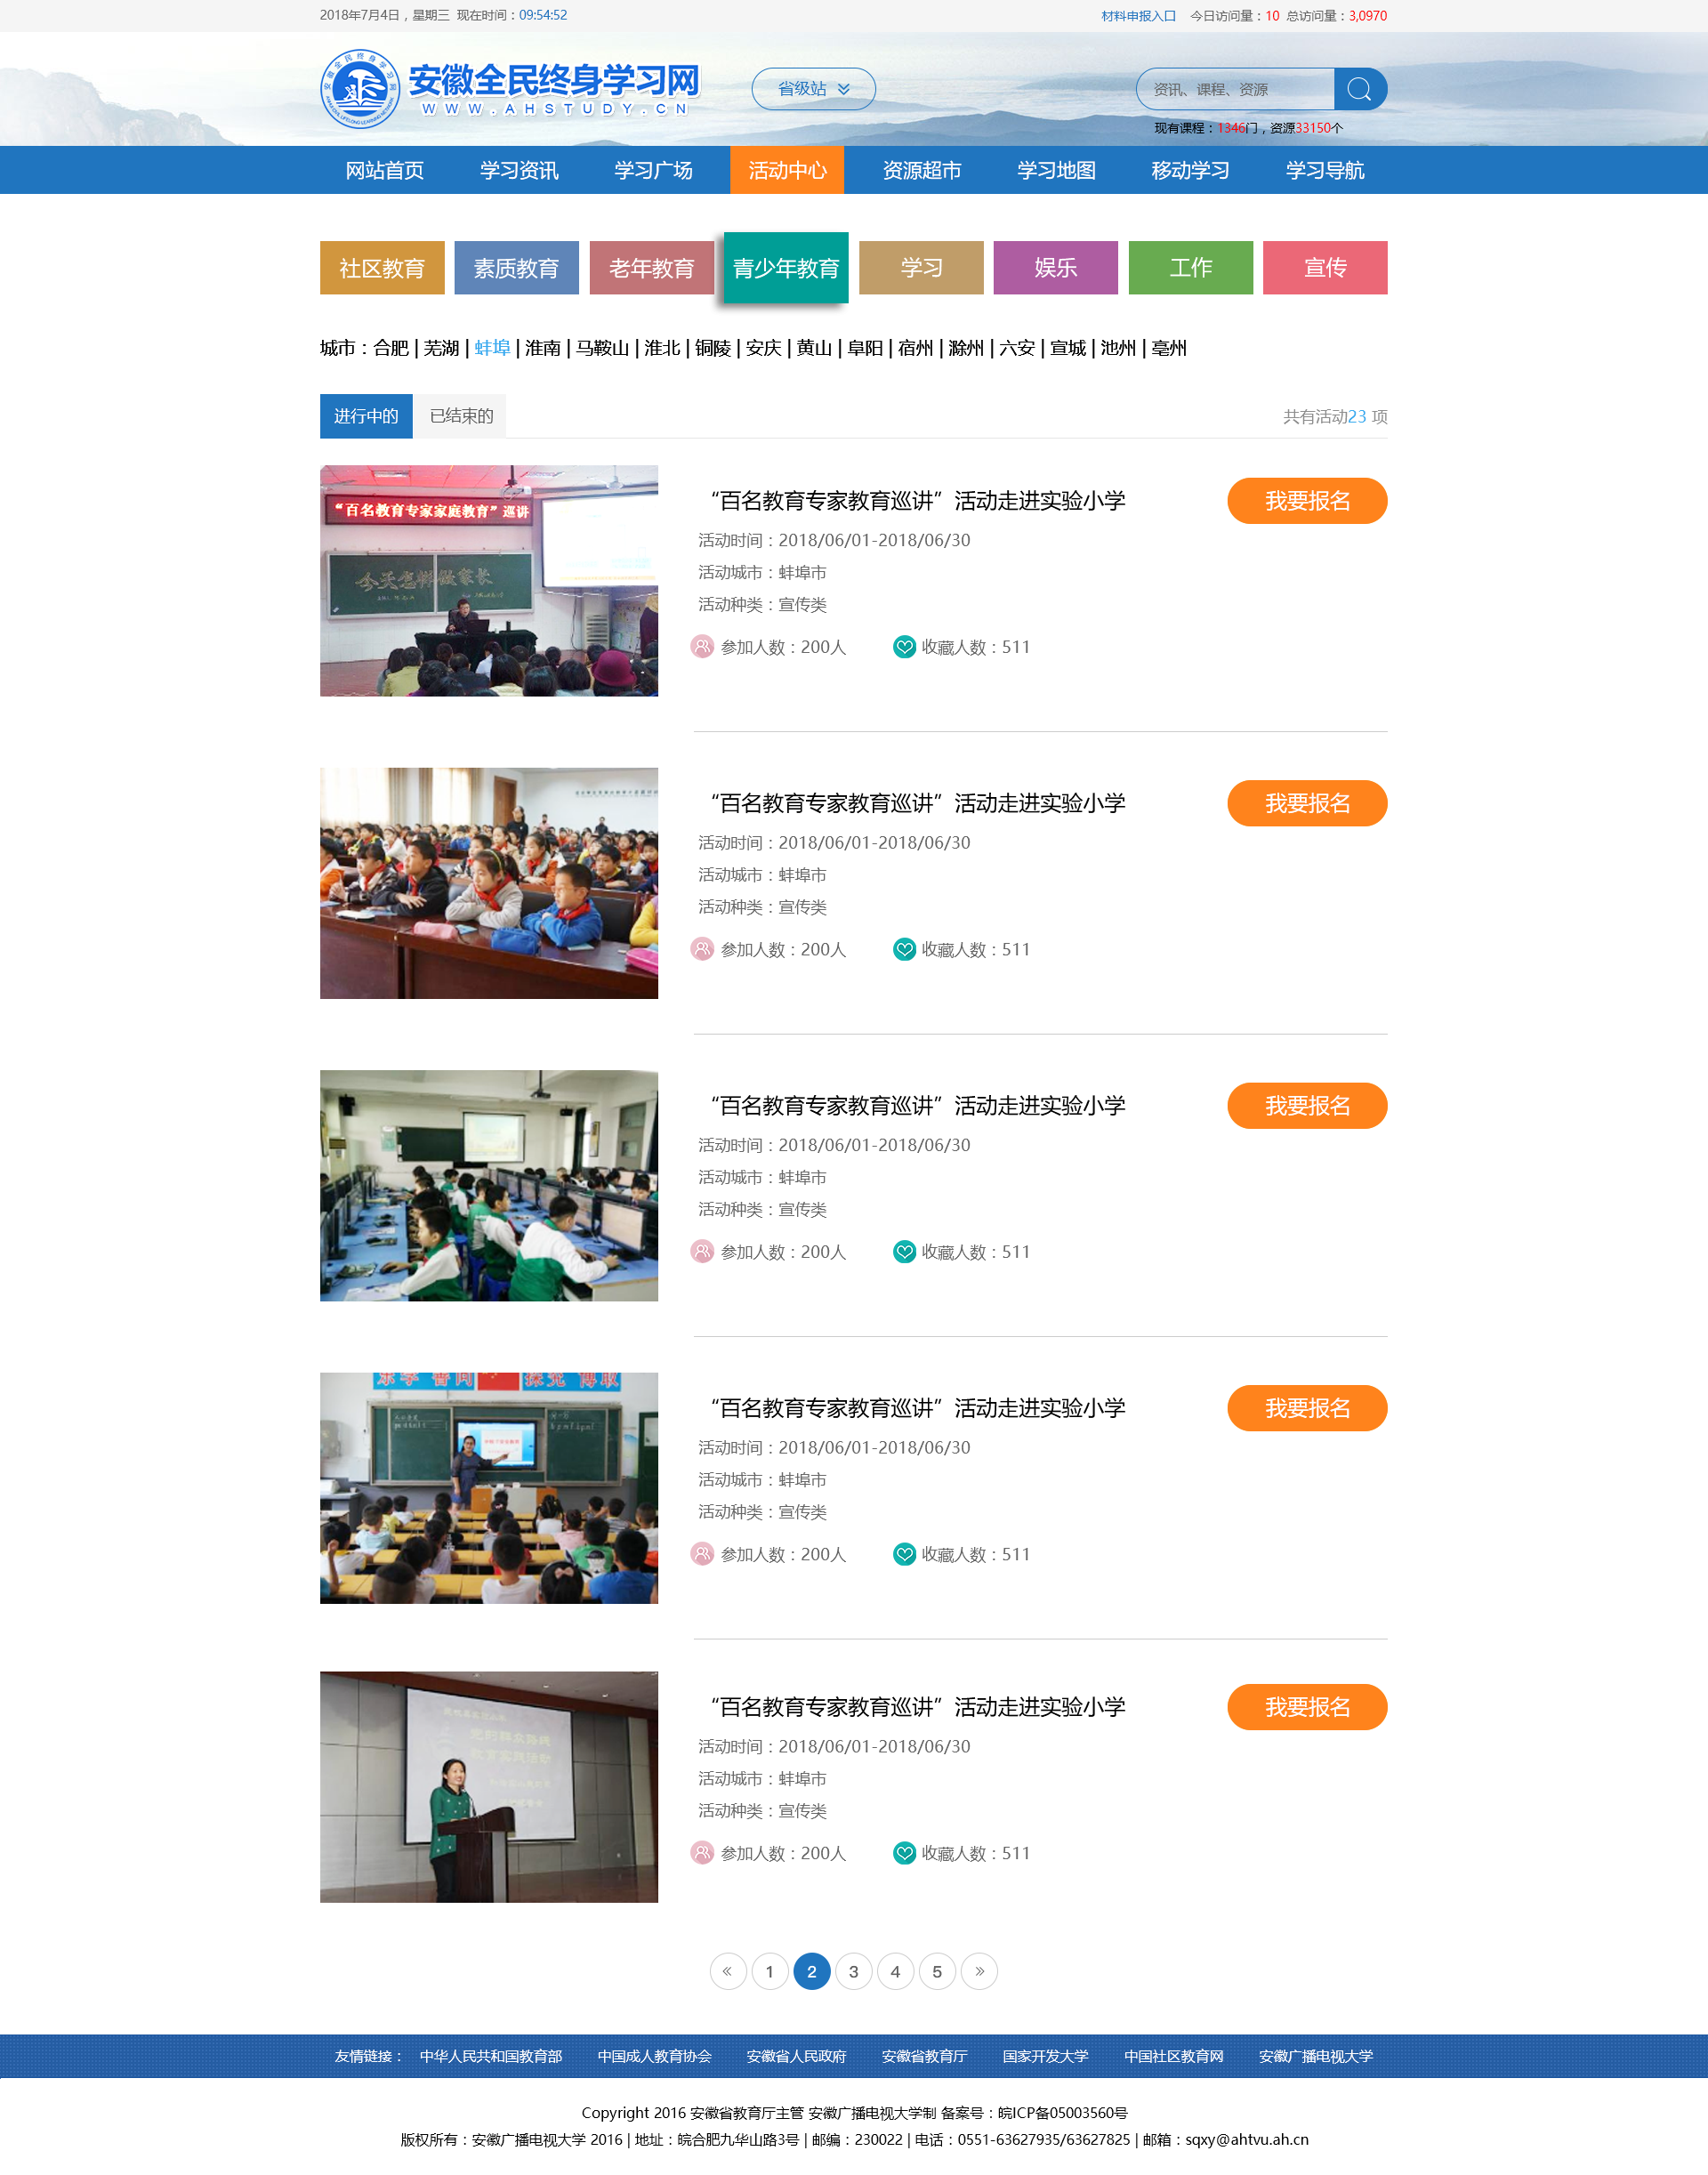 2018年7月4日，星期三 现在时间：09:54:52 材料申报入口 今日访问量：10 总访问量：3,0970
安徽全民终身学习网
WWW.AHSTUDY.CN
省级站
资讯、课程、资源
现有课程：1346门，资源33150个
网站首页 学习资讯 学习广场 活动中心 资源超市 学习地图 移动学习 学习导航
社区教育 素质教育 老年教育 青少年教育 学习 娱乐 工作 宣传
城市：合肥 | 芜湖 | 蚌埠 | 淮南 | 马鞍山 | 淮北 | 铜陵 | 安庆 | 黄山 | 阜阳 | 宿州 | 滁州 | 六安 | 宣城 | 池州 | 亳州
进行中的 已结束的 共有活动23 项
“百名教育专家家庭教育”巡讲
今天怎样做家长
“百名教育专家教育巡讲”活动走进实验小学 我要报名
活动时间：2018/06/01-2018/06/30
活动城市：蚌埠市
活动种类：宣传类
参加人数：200人 收藏人数：511
“百名教育专家教育巡讲”活动走进实验小学 我要报名
活动时间：2018/06/01-2018/06/30
活动城市：蚌埠市
活动种类：宣传类
参加人数：200人 收藏人数：511
“百名教育专家教育巡讲”活动走进实验小学 我要报名
活动时间：2018/06/01-2018/06/30
活动城市：蚌埠市
活动种类：宣传类
参加人数：200人 收藏人数：511
乐学 善问 探究 博取
“百名教育专家教育巡讲”活动走进实验小学 我要报名
活动时间：2018/06/01-2018/06/30
活动城市：蚌埠市
活动种类：宣传类
参加人数：200人 收藏人数：511
党的群众路线
教育实践活动
“百名教育专家教育巡讲”活动走进实验小学 我要报名
活动时间：2018/06/01-2018/06/30
活动城市：蚌埠市
活动种类：宣传类
参加人数：200人 收藏人数：511
« 1 2 3 4 5 »
友情链接： 中华人民共和国教育部 中国成人教育协会 安徽省人民政府 安徽省教育厅 国家开发大学 中国社区教育网 安徽广播电视大学
Copyright 2016 安徽省教育厅主管 安徽广播电视大学制 备案号：皖ICP备05003560号
版权所有：安徽广播电视大学 2016 | 地址：皖合肥九华山路3号 | 邮编：230022 | 电话：0551-63627935/63627825 | 邮箱：sqxy@ahtvu.ah.cn